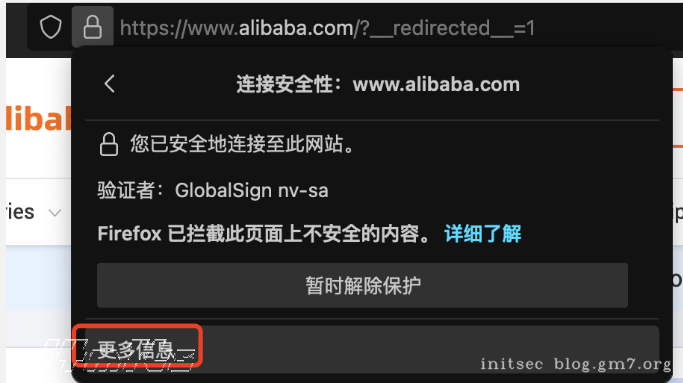 https://www.alibaba.com/?__redirected__=1
连接安全性：www.alibaba.com
libab
您已安全地连接至此网站。
验证者：GlobalSign nv-sa
ries
Firefox 已拦截此页面上不安全的内容。 详细了解
暂时解除保护
更多信息
initsec blog.gm7.org